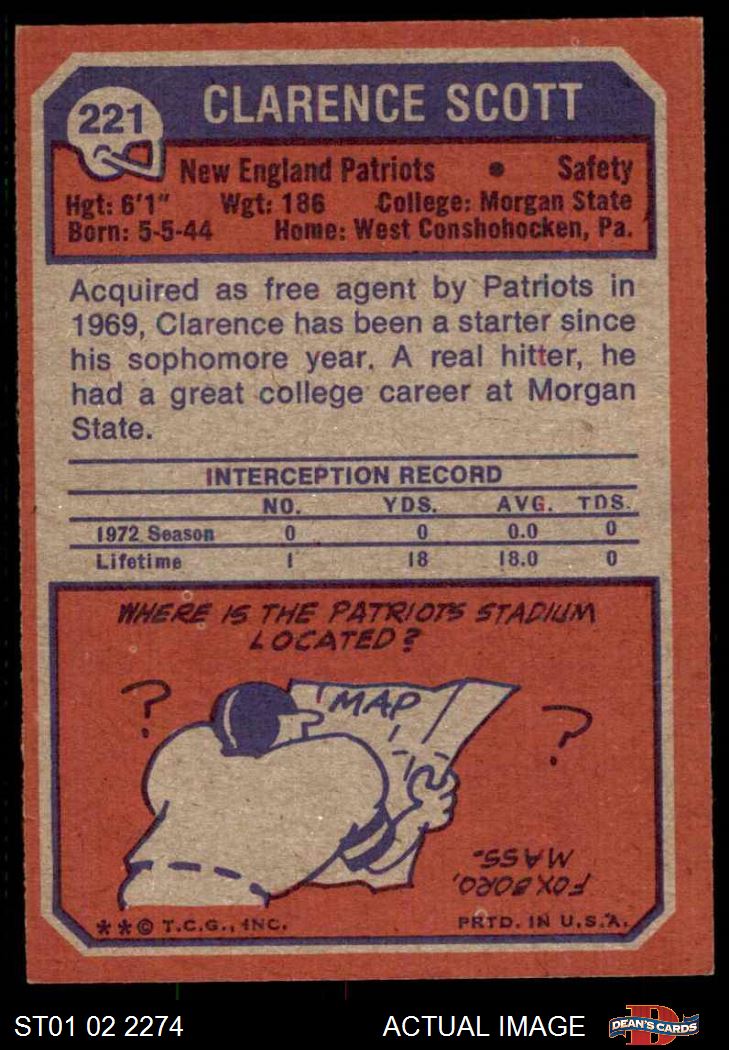 221
CLARENCE SCOTT
New England Patriots • Safety
Hgt: 6'1" Wgt: 186 College: Morgan State
Born: 5-5-44 Home: West Conshohocken, Pa.
Acquired as free agent by Patriots in
1969, Clarence has been a starter since
his sophomore year. A real hitter, he
had a great college career at Morgan
State.
INTERCEPTION RECORD
NO. YDS. AVG. TDS.
1972 Season 0 0 0.0 0
Lifetime 1 18 18.0 0
WHERE IS THE PATRIOTS STADIUM
LOCATED?
? MAP ?
FOXBORO,
MASS.
**© T.C.G., INC. PRTD. IN U.S.A.
ST01 02 2274 ACTUAL IMAGE DEAN'S CARDS